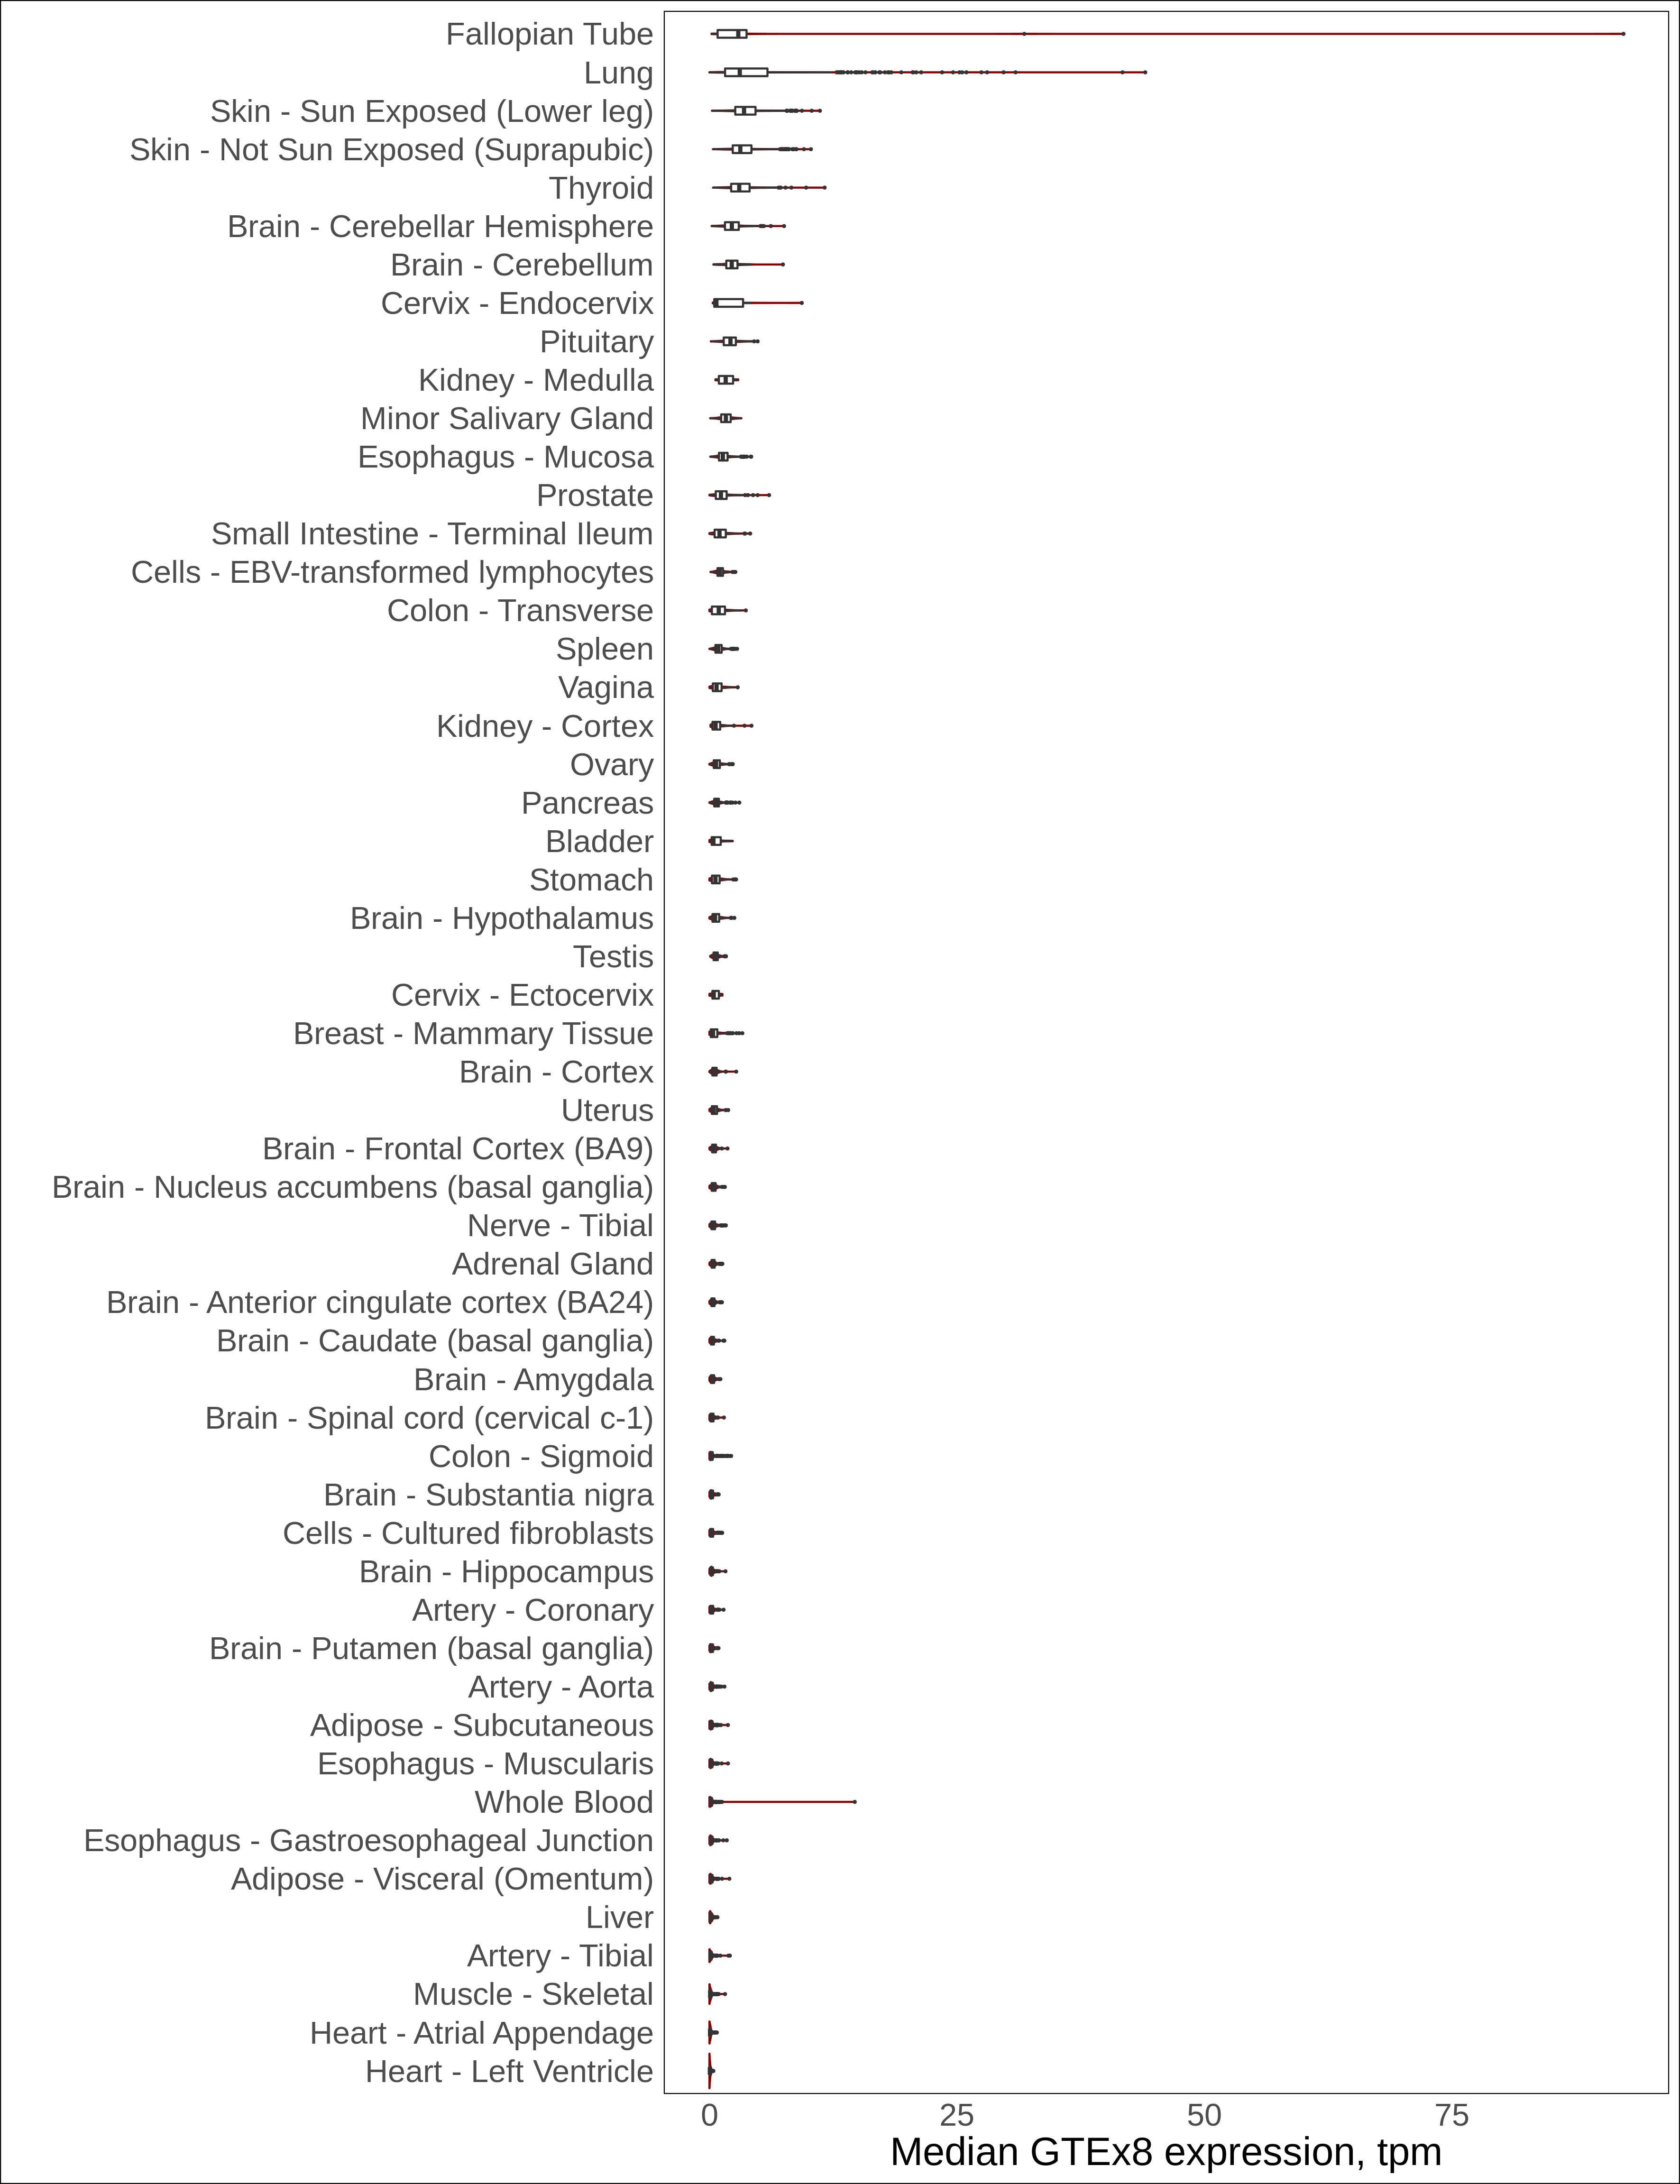 Fallopian Tube
Lung
Skin - Sun Exposed (Lower leg)
Skin - Not Sun Exposed (Suprapubic)
Thyroid
Brain - Cerebellar Hemisphere
Brain - Cerebellum
Cervix - Endocervix
Pituitary
Kidney - Medulla
Minor Salivary Gland
Esophagus - Mucosa
Prostate
Small Intestine - Terminal Ileum
Cells - EBV-transformed lymphocytes
Colon - Transverse
Spleen
Vagina
Kidney - Cortex
Ovary
Pancreas
Bladder
Stomach
Brain - Hypothalamus
Testis
Cervix - Ectocervix
Breast - Mammary Tissue
Brain - Cortex
Uterus
Brain - Frontal Cortex (BA9)
Brain - Nucleus accumbens (basal ganglia)
Nerve - Tibial
Adrenal Gland
Brain - Anterior cingulate cortex (BA24)
Brain - Caudate (basal ganglia)
Brain - Amygdala
Brain - Spinal cord (cervical c-1)
Colon - Sigmoid
Brain - Substantia nigra
Cells - Cultured fibroblasts
Brain - Hippocampus
Artery - Coronary
Brain - Putamen (basal ganglia)
Artery - Aorta
Adipose - Subcutaneous
Esophagus - Muscularis
Whole Blood
Esophagus - Gastroesophageal Junction
Adipose - Visceral (Omentum)
Liver
Artery - Tibial
Muscle - Skeletal
Heart - Atrial Appendage
Heart - Left Ventricle
0 25 50 75
Median GTEx8 expression, tpm